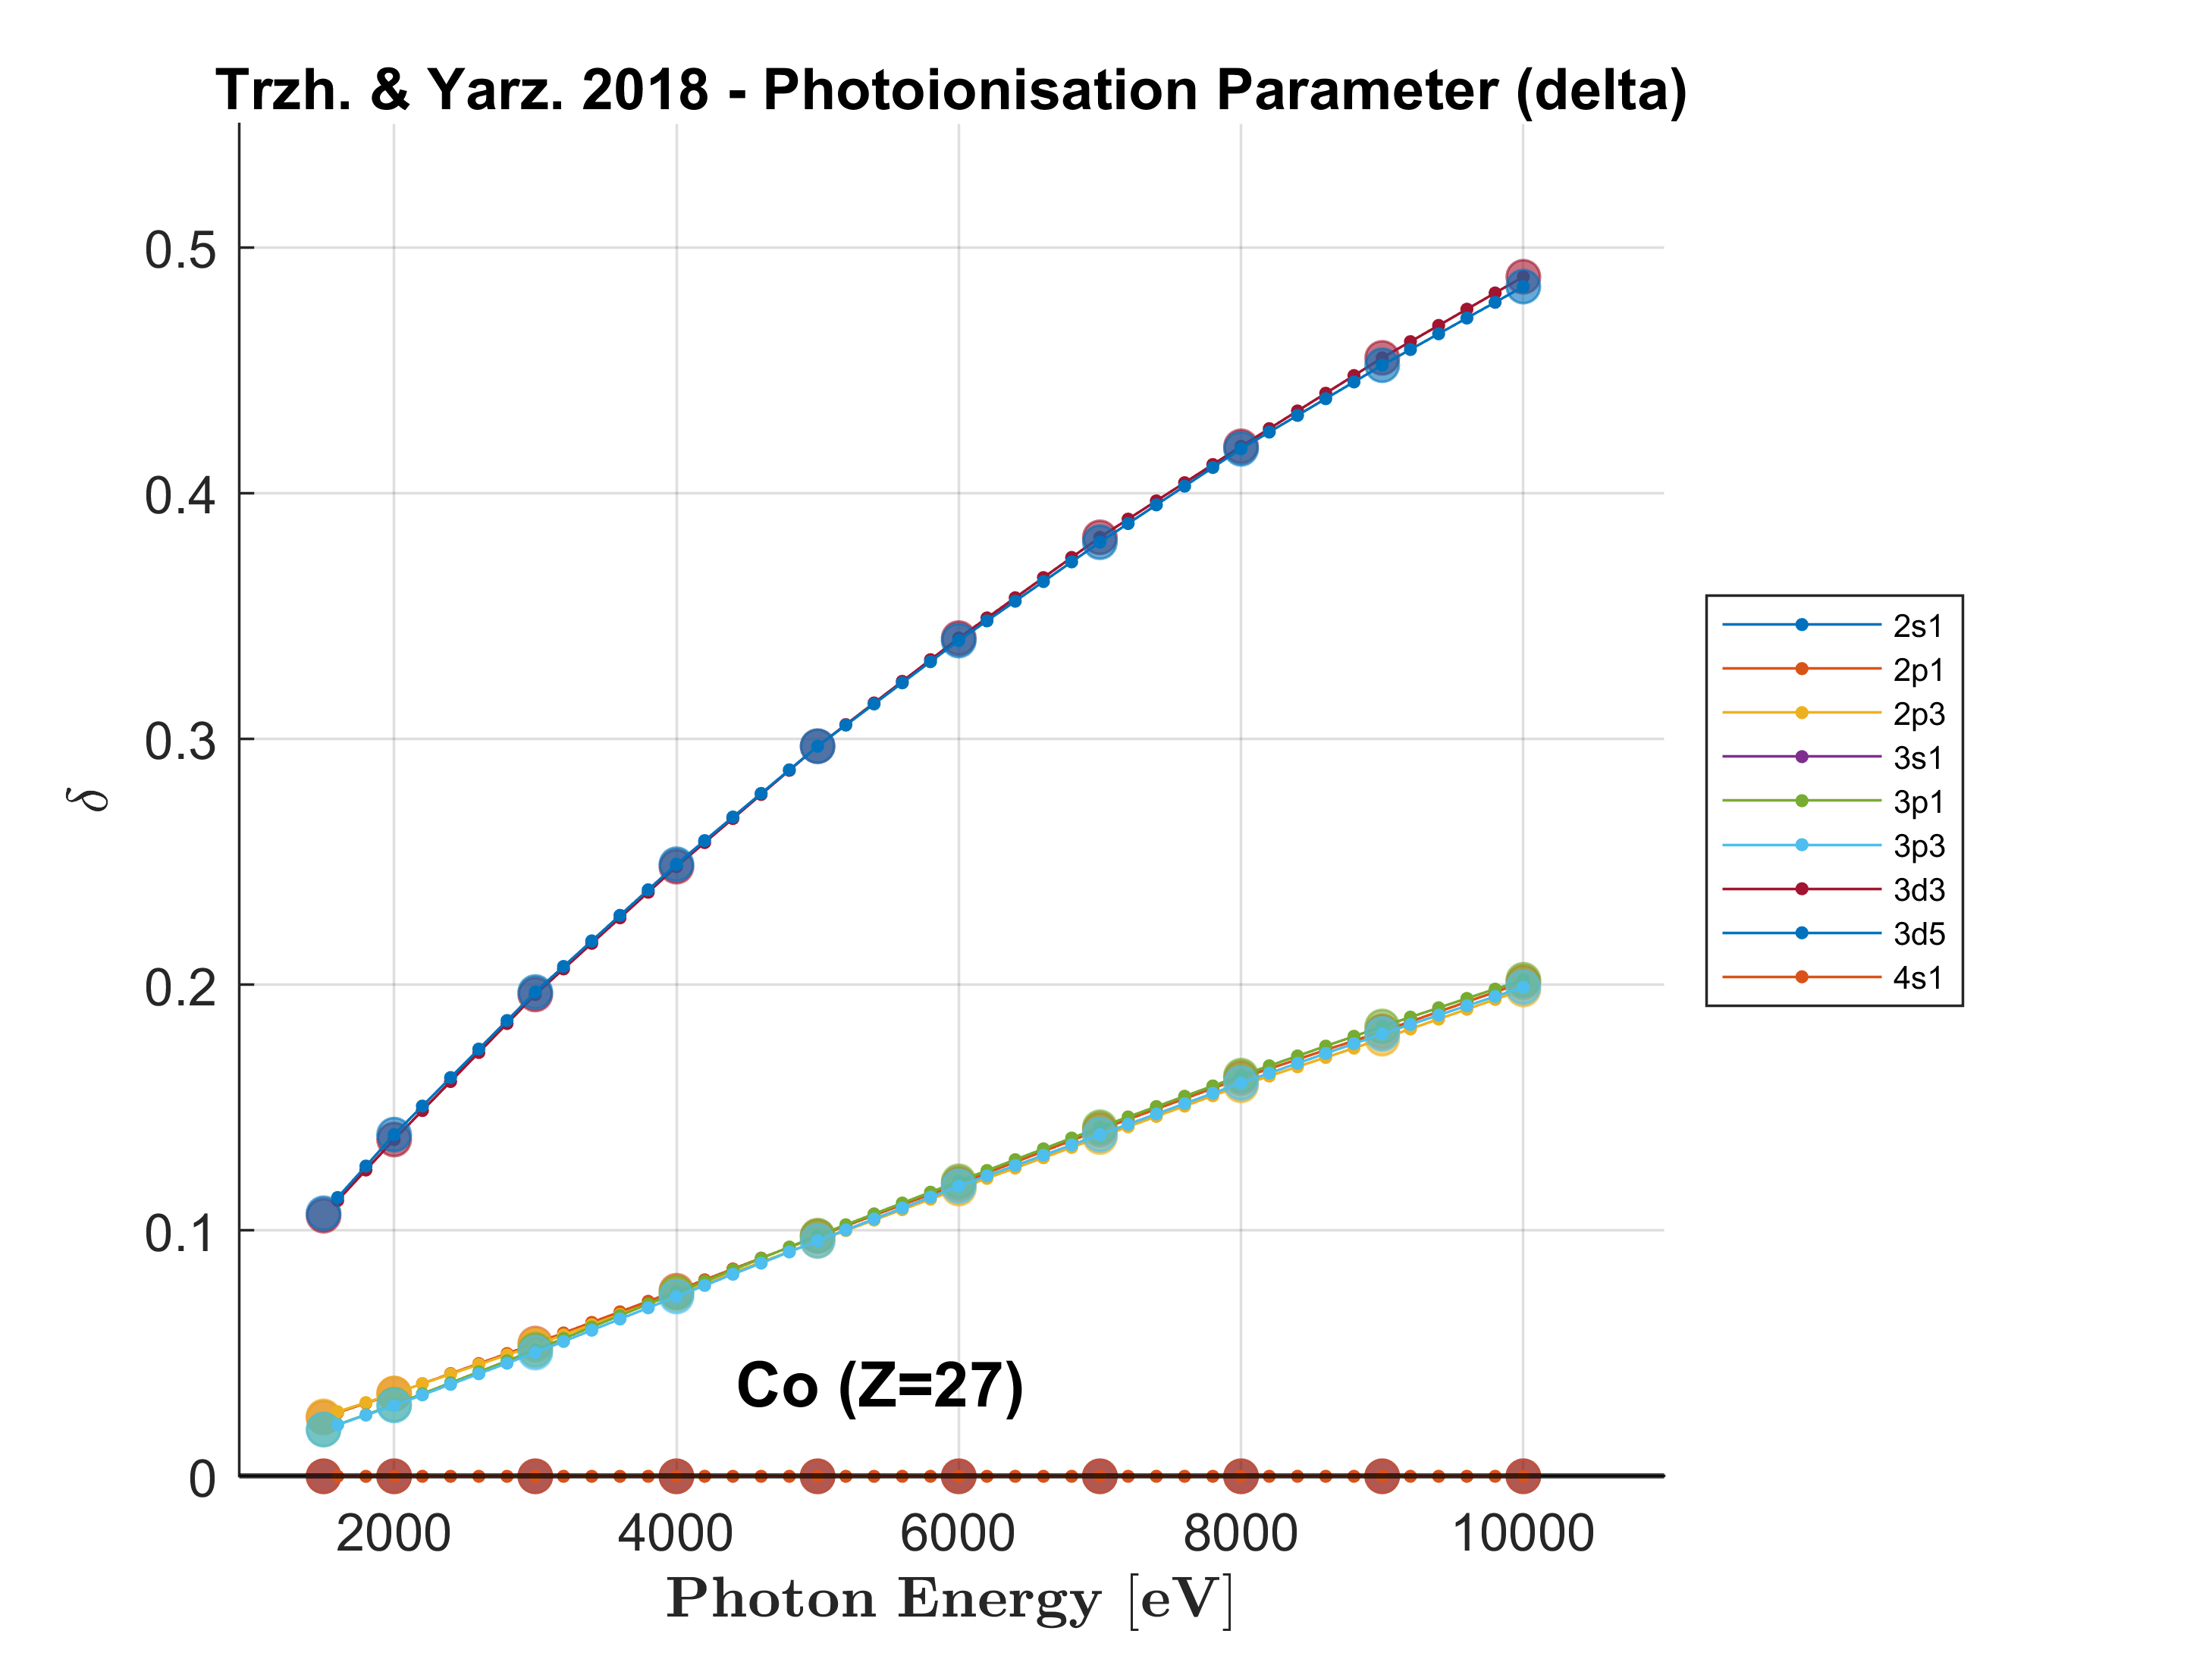 Trzh. & Yarz. 2018 - Photoionisation Parameter (delta)
0.5
0.4
0.3
0.2
0.1
0
δ
2000 4000 6000 8000 10000
Photon Energy [eV]
Co (Z=27)
2s1
2p1
2p3
3s1
3p1
3p3
3d3
3d5
4s1